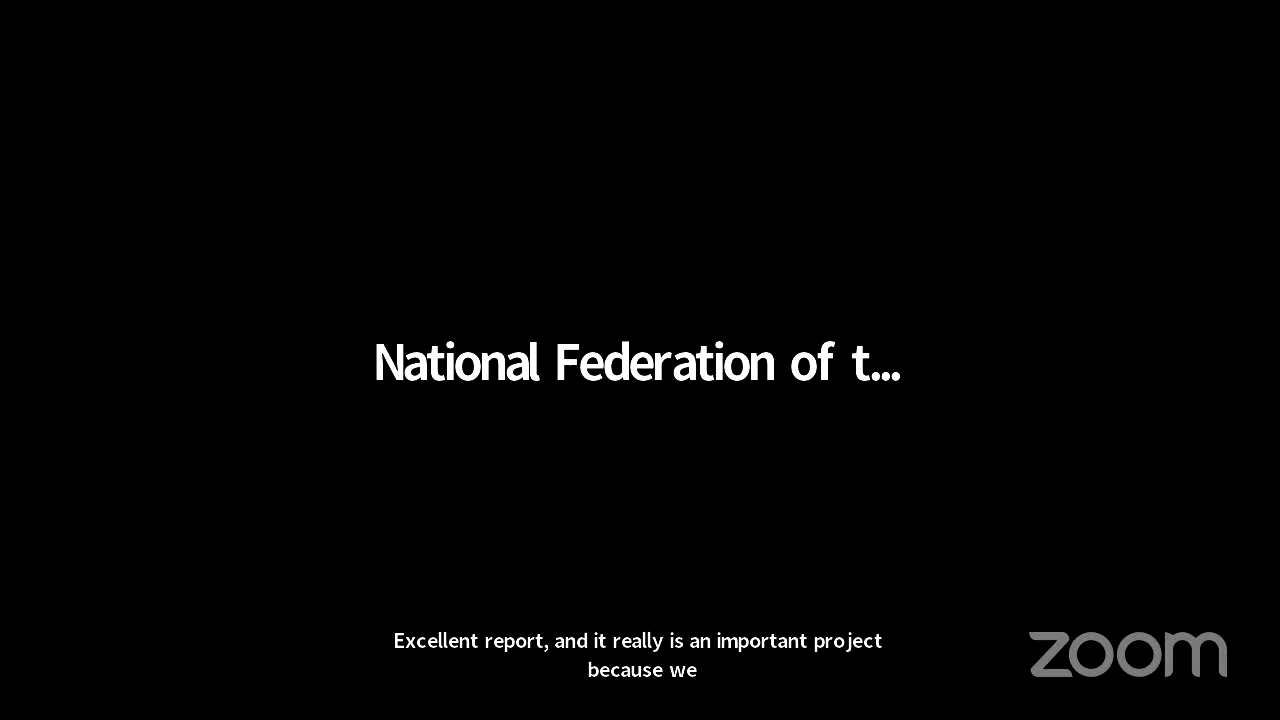 National Federation of t...
Excellent report, and it really is an important project
because we
zoom